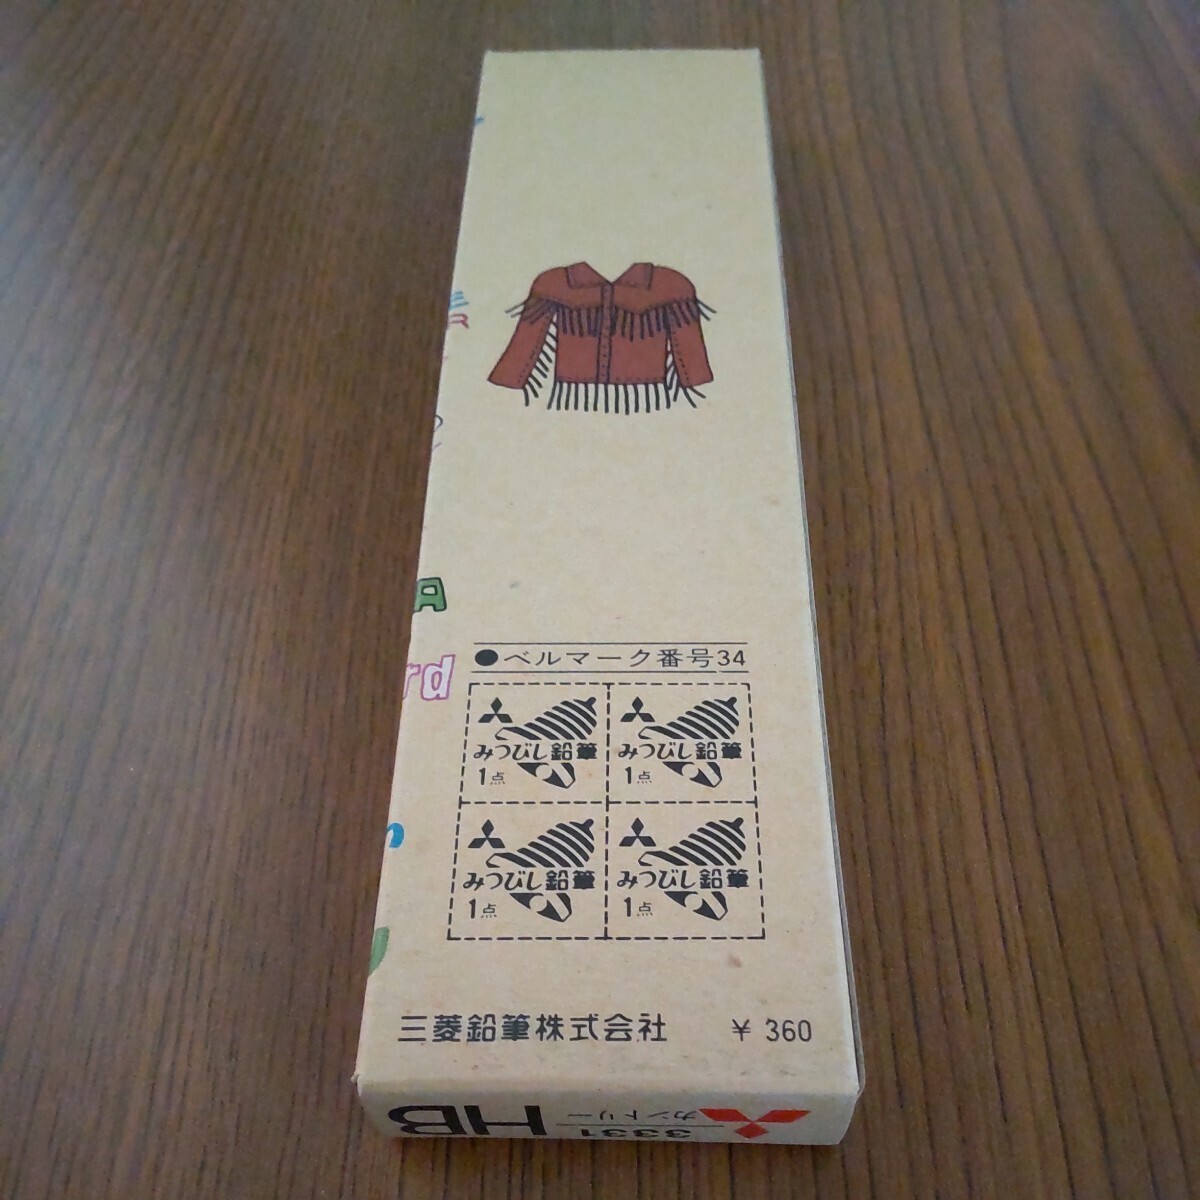 E
R
A
rd
●ベルマーク番号34
みつびし鉛筆
1点
みつびし鉛筆
1点
みつびし鉛筆
1点
みつびし鉛筆
1点
三菱鉛筆株式会社 ￥360
3331
カントリー
HB